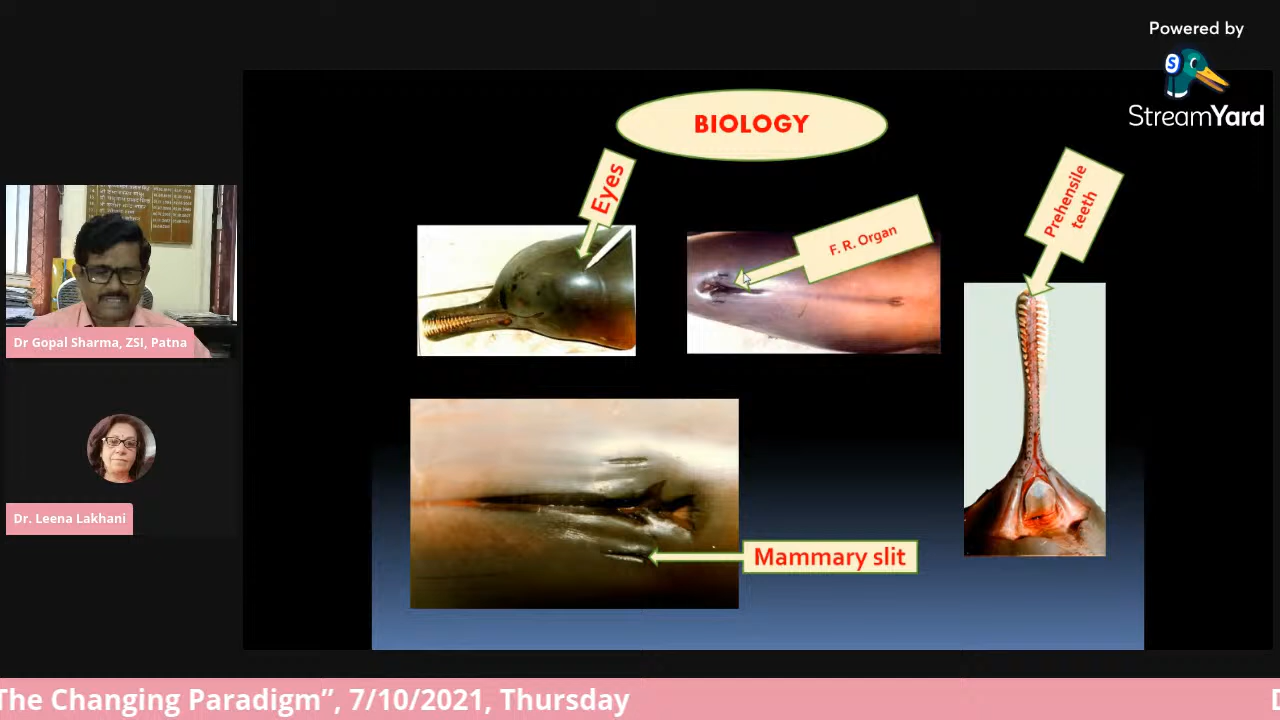 Powered by
StreamYard
BIOLOGY
Eyes
F. R. Organ
Prehensile
teeth
Mammary slit
Dr Gopal Sharma, ZSI, Patna
Dr. Leena Lakhani
The Changing Paradigm”, 7/10/2021, Thursday